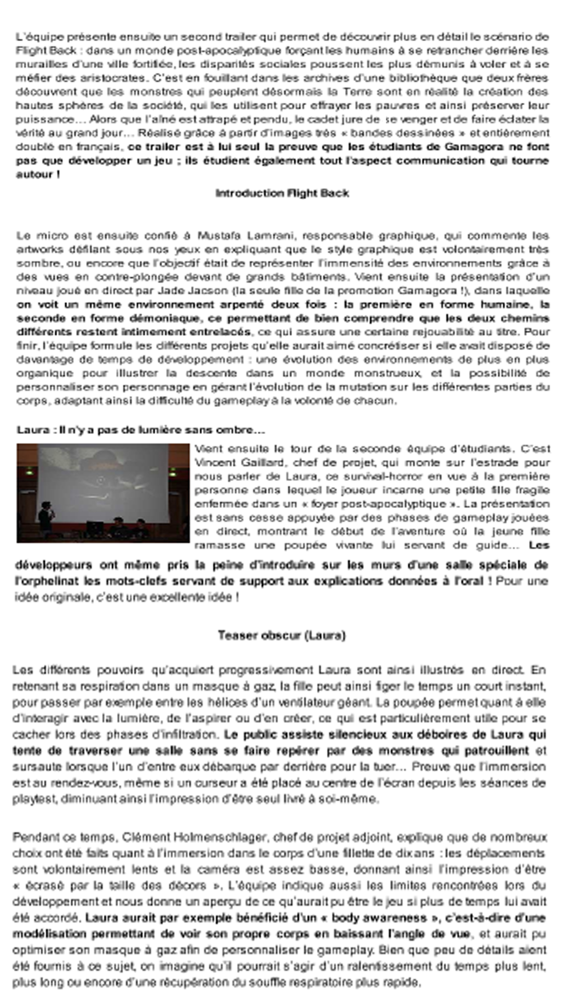 L'équipe présente ensuite un second trailer qui permet de découvrir plus en détail le scénario de
Flight Back : dans un monde post-apocalyptique forçant les humains à se retrancher derrière les
murailles d'une ville fortifiée, les disparités sociales poussent les plus démunis à voler et à se
méfier des aristocrates. C'est en fouillant dans les archives d'une bibliothèque que deux frères
découvrent que les monstres qui peuplent désormais la Terre sont en réalité la création des
hautes sphères de la société, qui les utilisent pour effrayer les pauvres et ainsi préserver leur
puissance... Alors que l'aîné est attrapé et pendu, le cadet jure de se venger et de faire éclater la
vérité au grand jour... Réalisé grâce à partir d'images très « bandes dessinées » et entièrement
doublé en français, ce trailer est à lui seul la preuve que les étudiants de Gamagora ne font
pas que développer un jeu ; ils étudient également tout l'aspect communication qui tourne
autour !
Introduction Flight Back
Le micro est ensuite confié à Mustafa Lamrani, responsable graphique, qui commente les
artworks défilant sous nos yeux en expliquant que le style graphique est volontairement très
sombre, ou encore que l'objectif était de représenter l'immensité des environnements grâce à
des vues en contre-plongée devant de grands bâtiments. Vient ensuite la présentation d'un
niveau joué en direct par Jade Jacson (la seule fille de la promotion Gamagora !), dans laquelle
on voit un même environnement arpenté deux fois : la première en forme humaine, la
seconde en forme démoniaque, ce permettant de bien comprendre que les deux chemins
différents restent intimement entrelacés, ce qui assure une certaine rejouabilité au titre. Pour
finir, l'équipe formule les différents projets qu'elle aurait aimé concrétiser si elle avait disposé de
davantage de temps de développement : une évolution des environnements de plus en plus
organique pour illustrer la descente dans un monde monstrueux, et la possibilité de
personnaliser son personnage en gérant l'évolution de la mutation sur les différentes parties du
corps, adaptant ainsi la difficulté du gameplay à la volonté de chacun.
Laura : Il n'y a pas de lumière sans ombre...
Vient ensuite le tour de la seconde équipe d'étudiants. C'est
Vincent Gaillard, chef de projet, qui monte sur l'estrade pour
nous parler de Laura, ce survival-horror en vue à la première
personne dans lequel le joueur incarne une petite fille fragile
enfermée dans un « foyer post-apocalyptique ». La présentation
est sans cesse appuyée par des phases de gameplay jouées
en direct, montrant le début de l'aventure où la jeune fille
ramasse une poupée vivante lui servant de guide... Les
développeurs ont même pris la peine d'introduire sur les murs d'une salle spéciale de
l'orphelinat les mots-clefs servant de support aux explications données à l'oral ! Pour une
idée originale, c'est une excellente idée !
Teaser obscur (Laura)
Les différents pouvoirs qu'acquiert progressivement Laura sont ainsi illustrés en direct. En
retenant sa respiration dans un masque à gaz, la fille peut ainsi figer le temps un court instant,
pour passer par exemple entre les hélices d'un ventilateur géant. La poupée permet quant à elle
d'interagir avec la lumière, de l'aspirer ou d'en créer, ce qui est particulièrement utile pour se
cacher lors des phases d'infiltration. Le public assiste silencieux aux déboires de Laura qui
tente de traverser une salle sans se faire repérer par des monstres qui patrouillent et
sursaute lorsque l'un d'entre eux débarque par derrière pour la tuer... Preuve que l'immersion
est au rendez-vous, même si un curseur a été placé au centre de l'écran depuis les séances de
playtest, diminuant ainsi l'impression d'être seul livré à soi-même.
Pendant ce temps, Clément Holmenschlager, chef de projet adjoint, explique que de nombreux
choix ont été faits quant à l'immersion dans le corps d'une fillette de dix ans : les déplacements
sont volontairement lents et la caméra est assez basse, donnant ainsi l'impression d'être
« écrasé par la taille des décors ». L'équipe indique aussi les limites rencontrées lors du
développement et nous donne un aperçu de ce qu'aurait pu être le jeu si plus de temps lui avait
été accordé. Laura aurait par exemple bénéficié d'un « body awareness », c'est-à-dire d'une
modélisation permettant de voir son propre corps en baissant l'angle de vue, et aurait pu
optimiser son masque à gaz afin de personnaliser le gameplay. Bien que peu de détails aient
été fournis à ce sujet, on imagine qu'il pourrait s'agir d'un ralentissement du temps plus lent,
plus long ou encore d'une récupération du souffle respiratoire plus rapide.